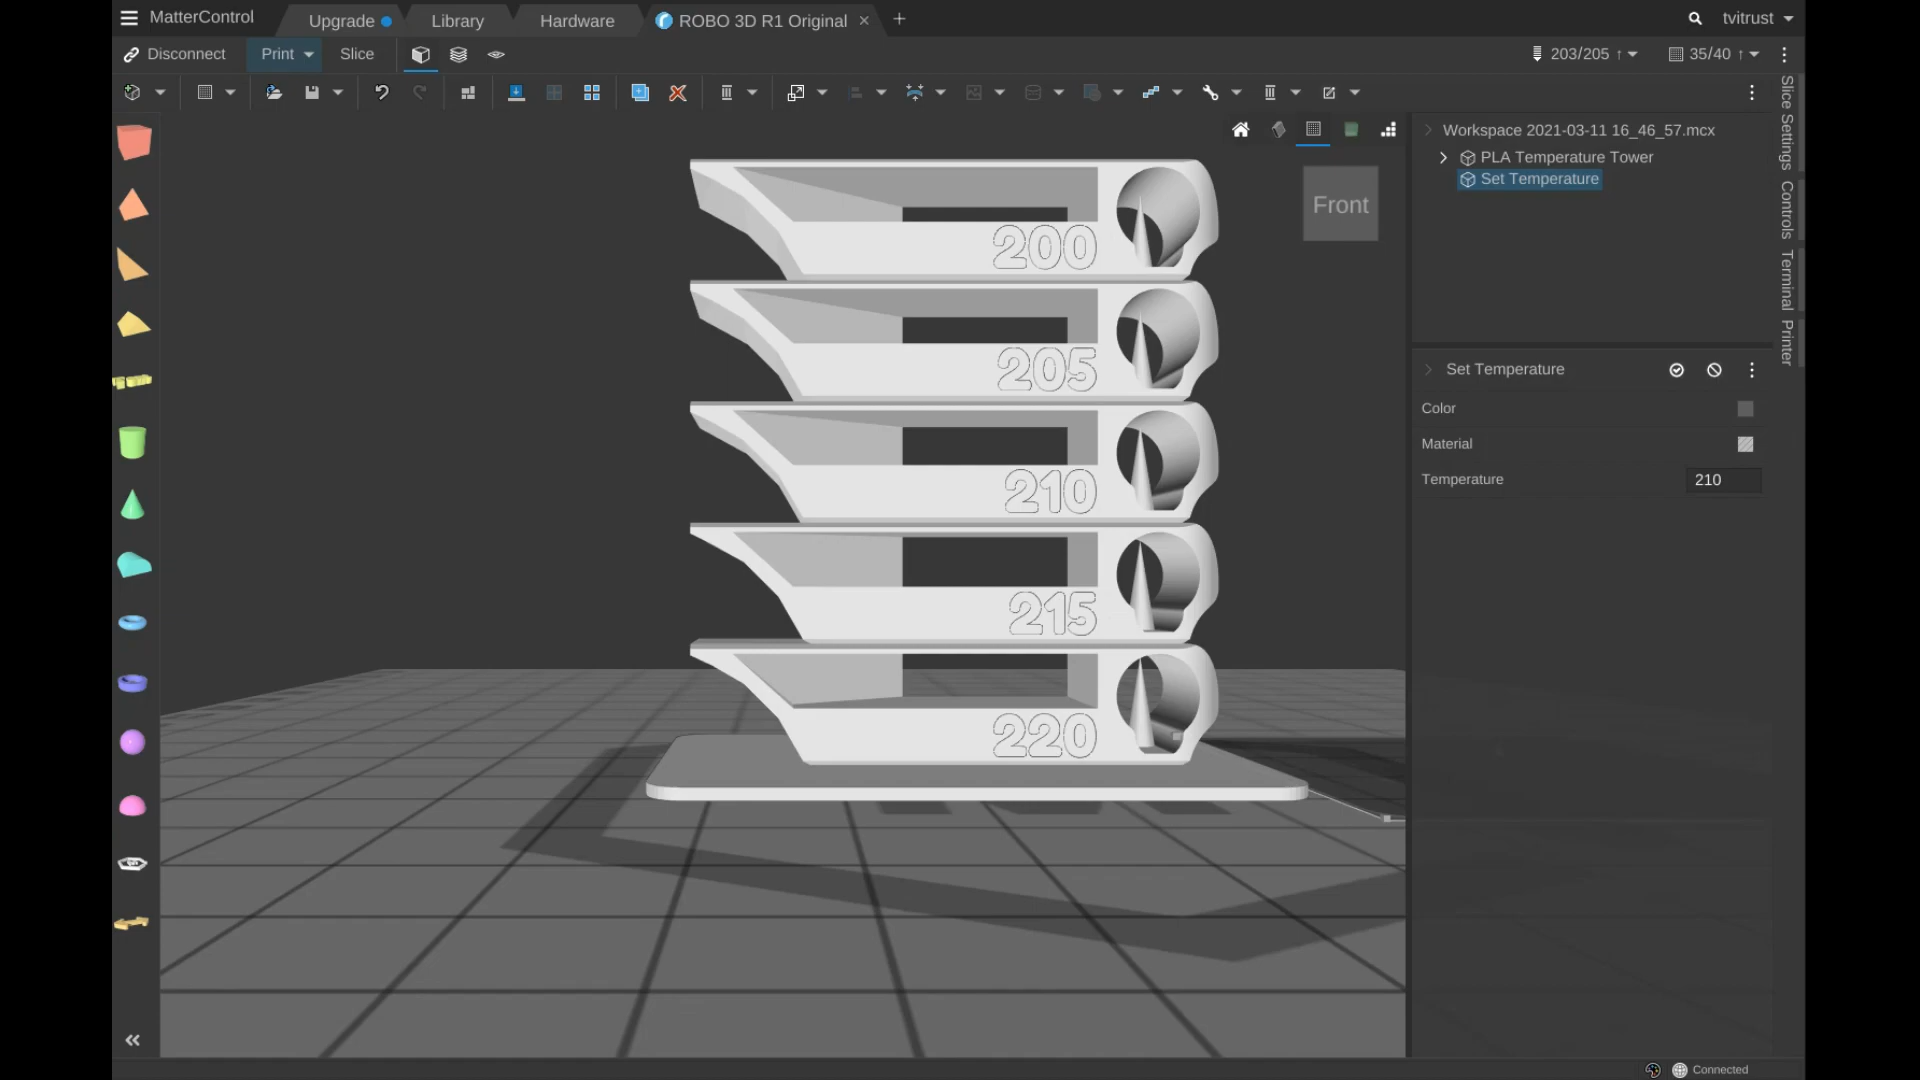 MatterControl
Upgrade
Library
Hardware
ROBO 3D R1 Original
tvitrust
Disconnect
Print
Slice
203/205
35/40
Slice Settings
Controls
Terminal
Printer
Workspace 2021-03-11 16_46_57.mcx
PLA Temperature Tower
Set Temperature
Front
200
205
210
215
220
Set Temperature
Color
Material
Temperature
210
Connected